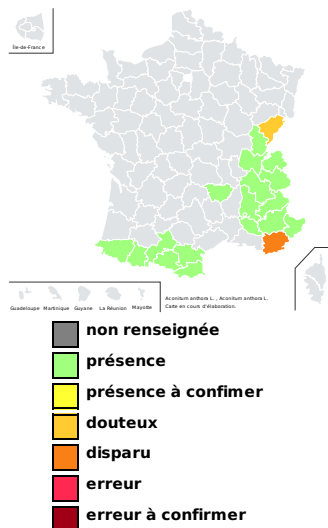 Île-de-France
Guadeloupe Martinique Guyane La Réunion Mayotte
Aconitum anthora L. , Aconitum anthora L.
Carte en cours d'élaboration.
non renseignée
présence
présence à confimer
douteux
disparu
erreur
erreur à confirmer